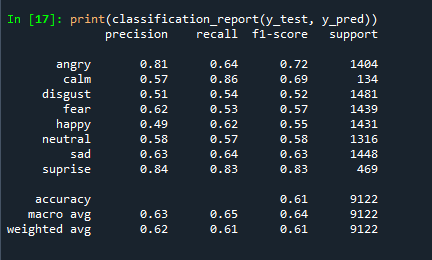 In [17]: print(classification_report(y_test, y_pred))
precision recall f1-score support
angry 0.81 0.64 0.72 1404
calm 0.57 0.86 0.69 134
disgust 0.51 0.54 0.52 1481
fear 0.62 0.53 0.57 1439
happy 0.49 0.62 0.55 1431
neutral 0.58 0.57 0.58 1316
sad 0.63 0.64 0.63 1448
suprise 0.84 0.83 0.83 469
accuracy 0.61 9122
macro avg 0.63 0.65 0.64 9122
weighted avg 0.62 0.61 0.61 9122